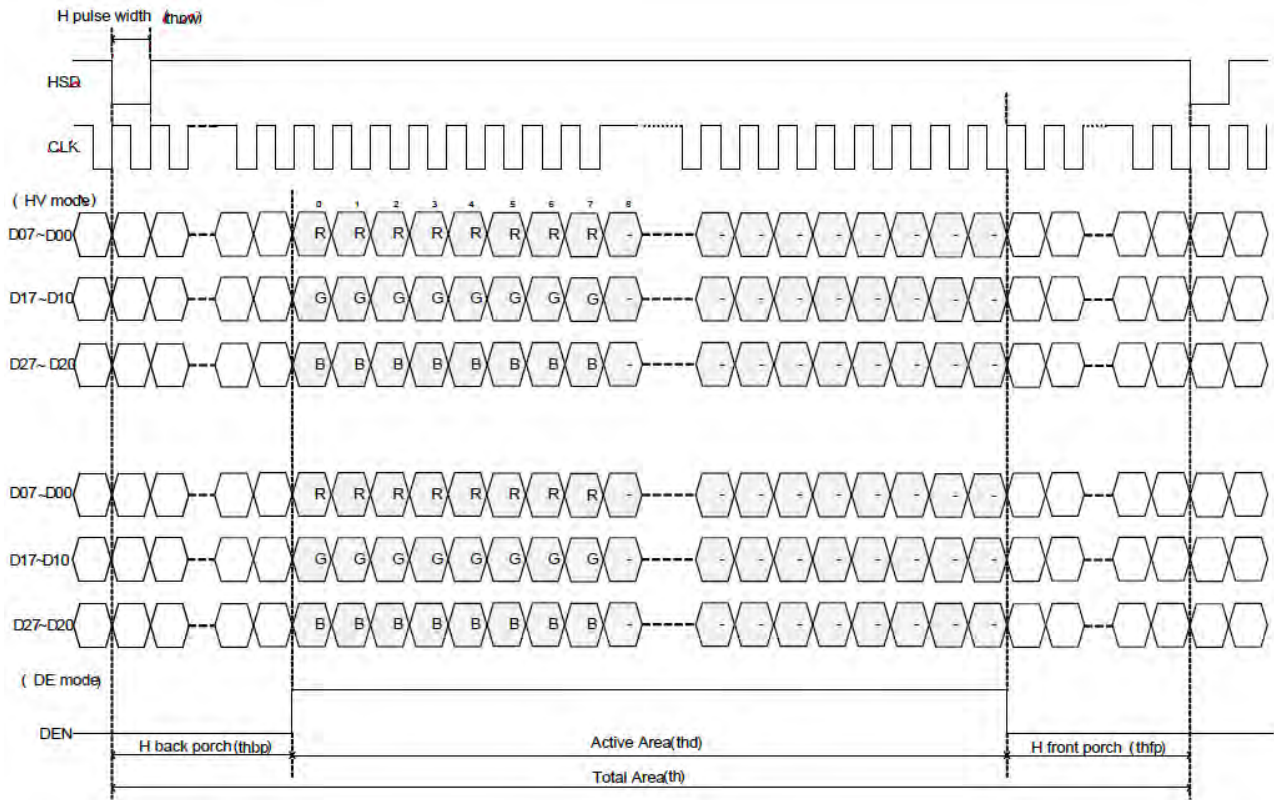 H pulse width (thpw)
HSD
CLK
( HV mode)
0 1 2 3 4 5 6 7 8
D07~D00 R R R R R R R R - - - - - - - - -
D17~D10 G G G G G G G G - - - - - - - - -
D27~D20 B B B B B B B B - - - - - - - - -
D07~D00 R R R R R R R R - - - - - - - - -
D17~D10 G G G G G G G G - - - - - - - - -
D27~D20 B B B B B B B B - - - - - - - - -
( DE mode)
DEN
H back porch (thbp) Active Area(thd) H front porch (thfp)
Total Area(th)